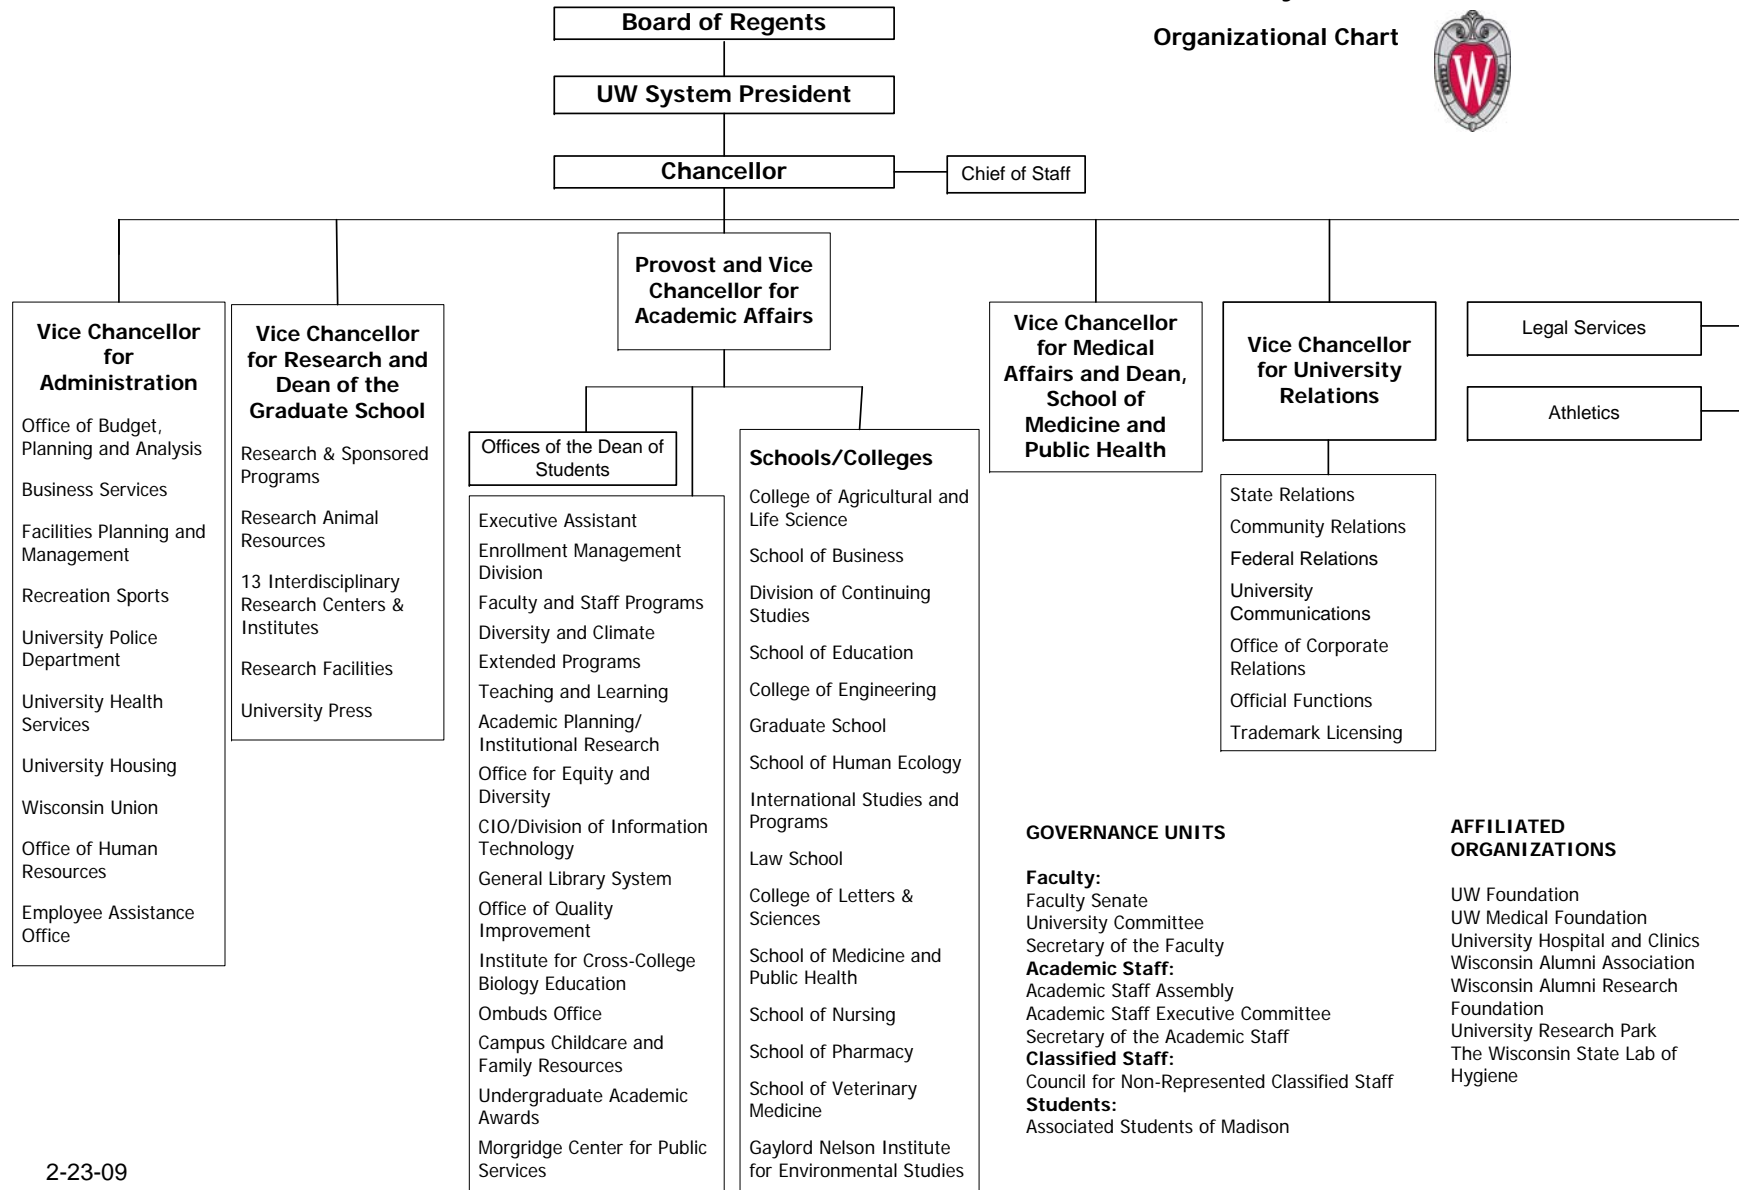 Board of Regents
Organizational Chart
W
UW System President
Chancellor
Chief of Staff
Provost and Vice
Chancellor for
Academic Affairs
Vice Chancellor
for
Administration
Office of Budget,
Planning and Analysis
Business Services
Facilities Planning and
Management
Recreation Sports
University Police
Department
University Health
Services
University Housing
Wisconsin Union
Office of Human
Resources
Employee Assistance
Office
Vice Chancellor
for Research and
Dean of the
Graduate School
Research & Sponsored
Programs
Research Animal
Resources
13 Interdisciplinary
Research Centers &
Institutes
Research Facilities
University Press
Offices of the Dean of
Students
Executive Assistant
Enrollment Management
Division
Faculty and Staff Programs
Diversity and Climate
Extended Programs
Teaching and Learning
Academic Planning/
Institutional Research
Office for Equity and
Diversity
CIO/Division of Information
Technology
General Library System
Office of Quality
Improvement
Institute for Cross-College
Biology Education
Ombuds Office
Campus Childcare and
Family Resources
Undergraduate Academic
Awards
Morgridge Center for Public
Services
Schools/Colleges
College of Agricultural and
Life Science
School of Business
Division of Continuing
Studies
School of Education
College of Engineering
Graduate School
School of Human Ecology
International Studies and
Programs
Law School
College of Letters &
Sciences
School of Medicine and
Public Health
School of Nursing
School of Pharmacy
School of Veterinary
Medicine
Gaylord Nelson Institute
for Environmental Studies
Vice Chancellor
for Medical
Affairs and Dean,
School of
Medicine and
Public Health
Vice Chancellor
for University
Relations
State Relations
Community Relations
Federal Relations
University
Communications
Office of Corporate
Relations
Official Functions
Trademark Licensing
Legal Services
Athletics
GOVERNANCE UNITS
Faculty:
Faculty Senate
University Committee
Secretary of the Faculty
Academic Staff:
Academic Staff Assembly
Academic Staff Executive Committee
Secretary of the Academic Staff
Classified Staff:
Council for Non-Represented Classified Staff
Students:
Associated Students of Madison
AFFILIATED
ORGANIZATIONS
UW Foundation
UW Medical Foundation
University Hospital and Clinics
Wisconsin Alumni Association
Wisconsin Alumni Research
Foundation
University Research Park
The Wisconsin State Lab of
Hygiene
2-23-09